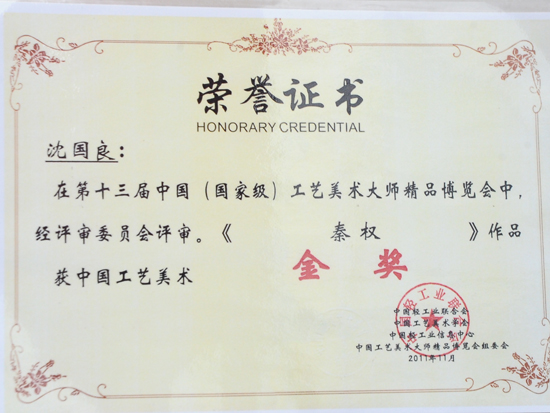 荣誉证书
HONORARY CREDENTIAL
沈国良：
在第十三届中国（国家级）工艺美术大师精品博览会中，
经评审委员会评审。《 秦权 》作品
获中国工艺美术 金奖
中国轻工业联合会
中国工艺美术学会
中国轻工业信息中心
中国工艺美术大师精品博览会组委会
2011年11月